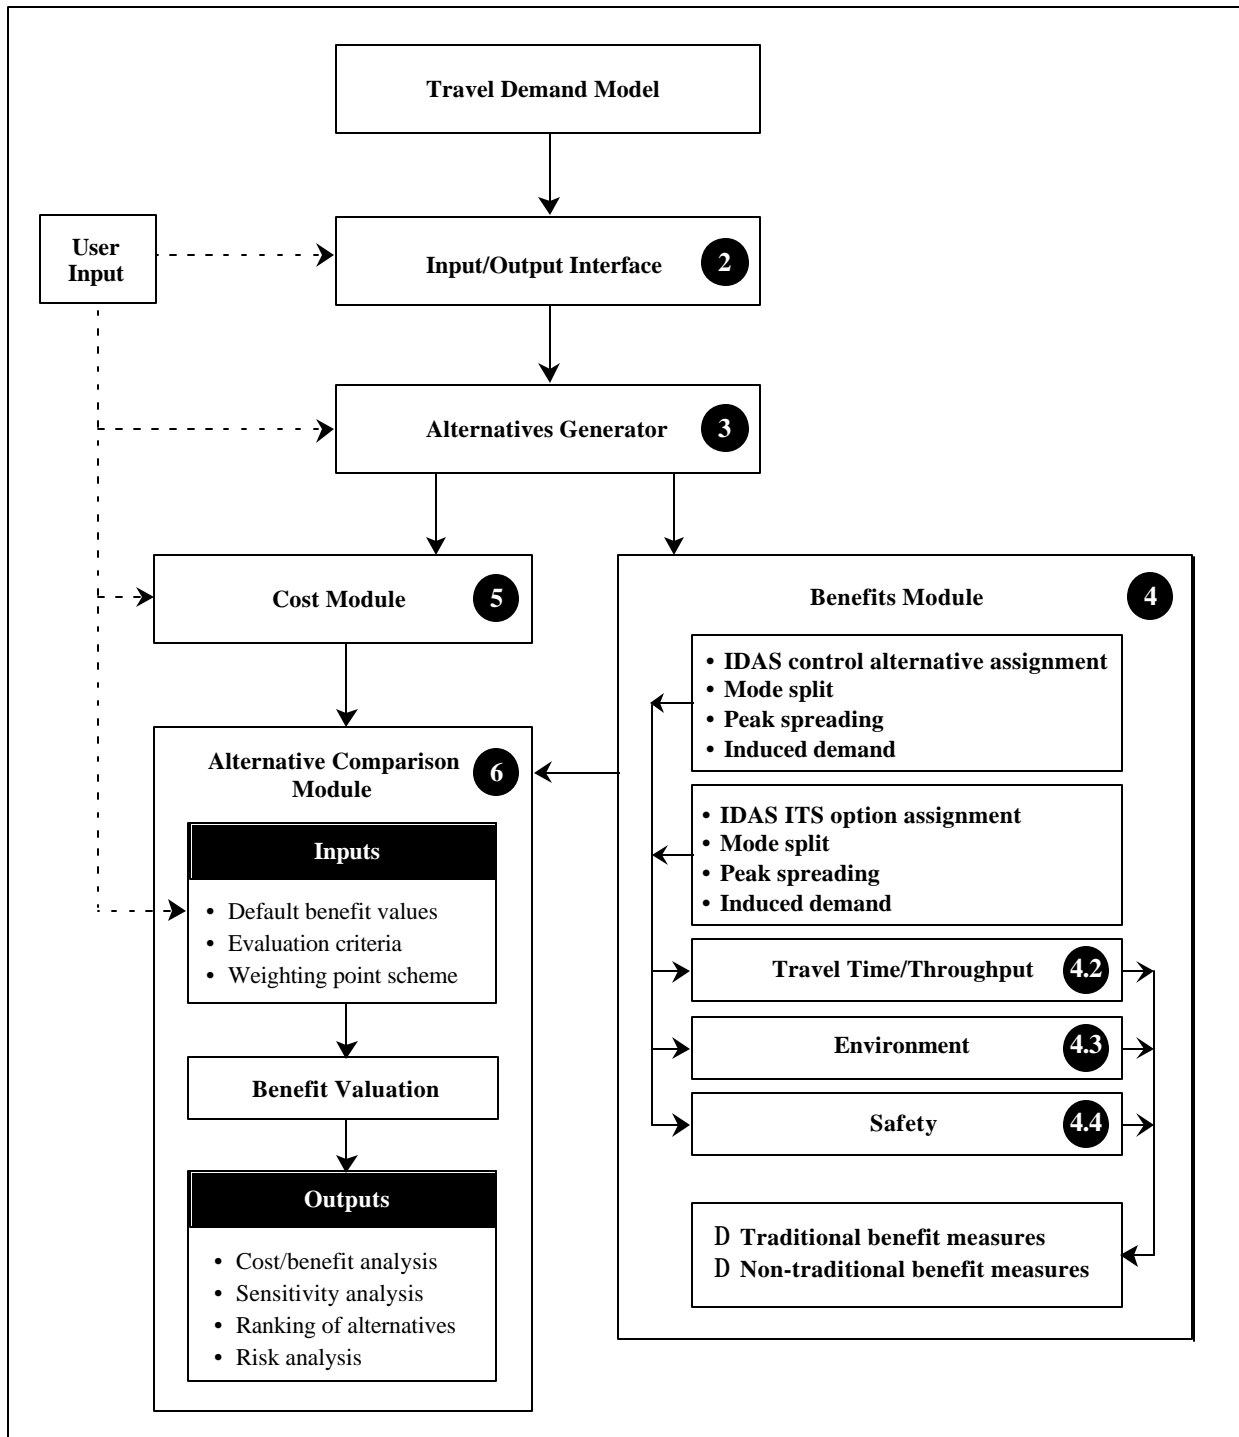 Travel Demand Model
User
Input
Input/Output Interface
2
Alternatives Generator
3
Cost Module
5
Benefits Module
4
• IDAS control alternative assignment
• Mode split
• Peak spreading
• Induced demand
Alternative Comparison
Module
6
• IDAS ITS option assignment
• Mode split
• Peak spreading
• Induced demand
Inputs
• Default benefit values
• Evaluation criteria
• Weighting point scheme
Travel Time/Throughput
4.2
Environment
4.3
Safety
4.4
Benefit Valuation
Outputs
• Cost/benefit analysis
• Sensitivity analysis
• Ranking of alternatives
• Risk analysis
D Traditional benefit measures
D Non-traditional benefit measures